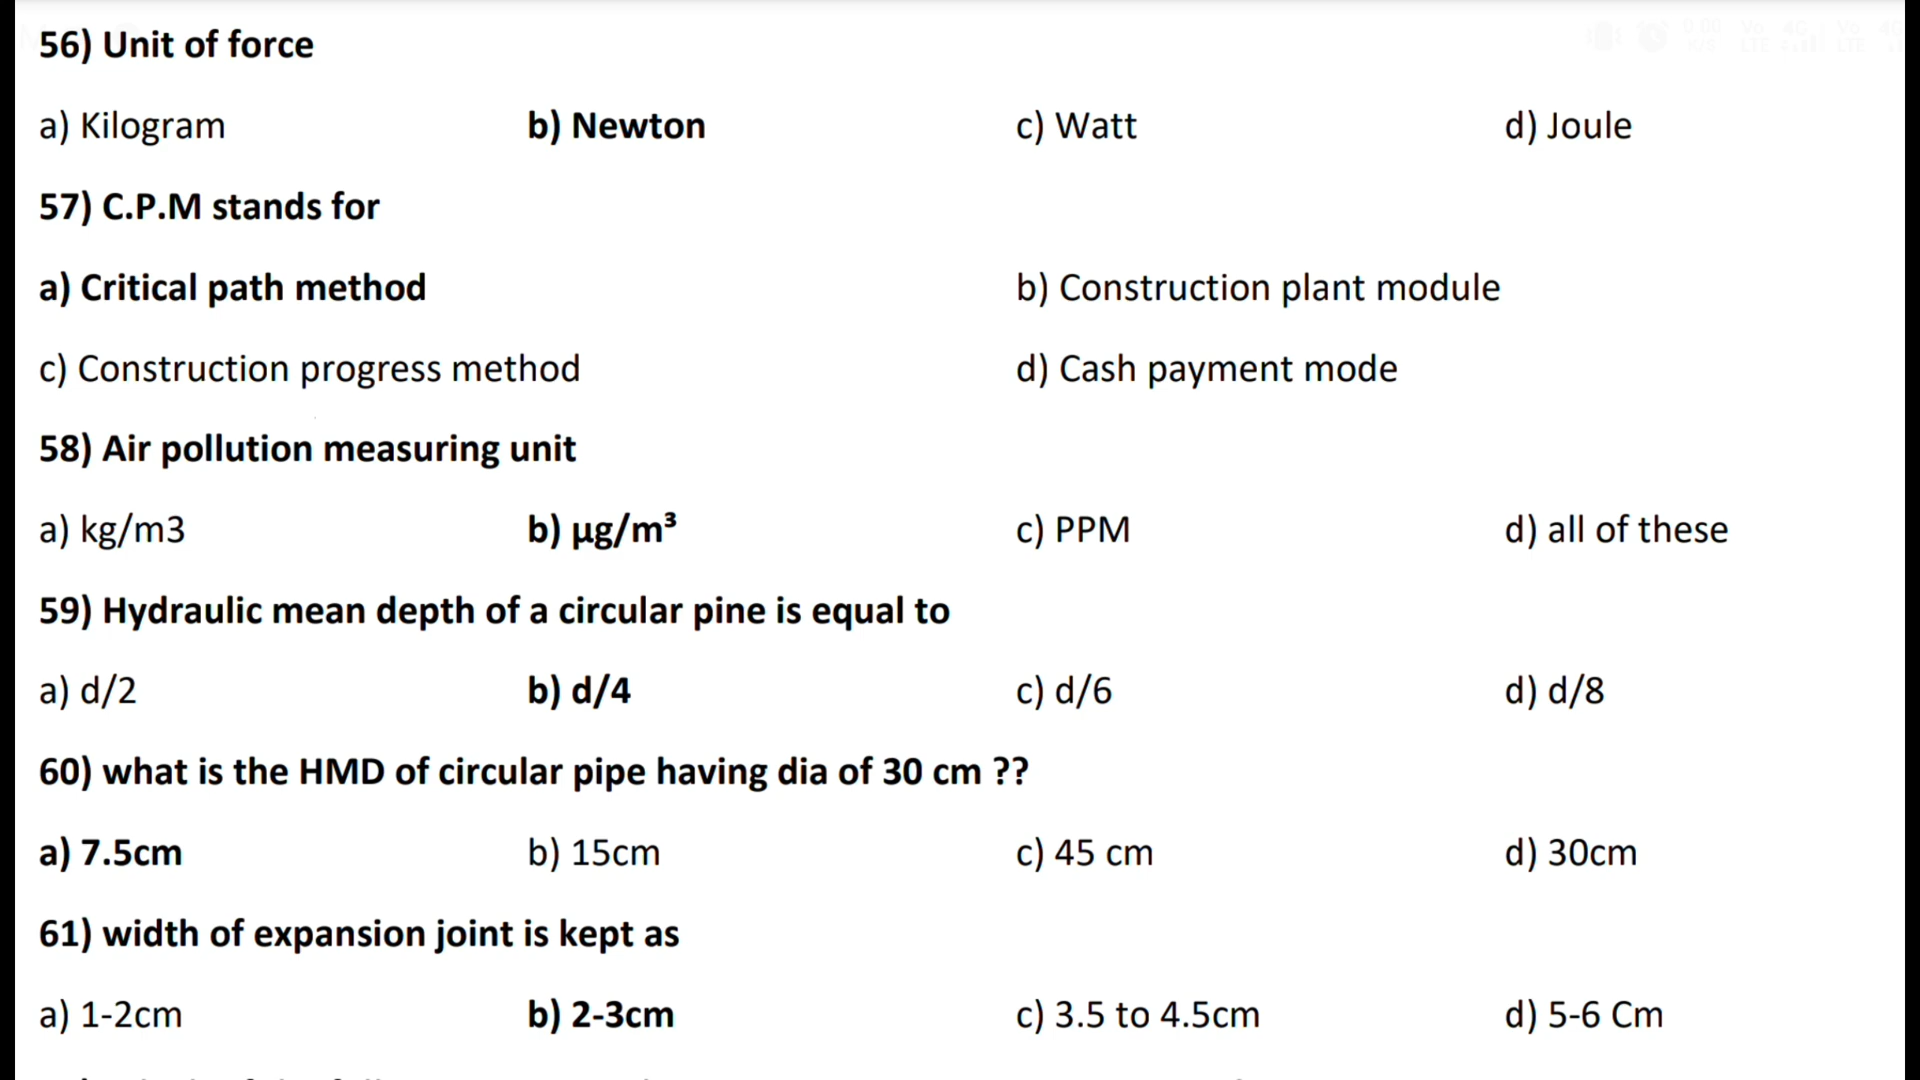 56) Unit of force
a) Kilogram b) Newton c) Watt d) Joule
57) C.P.M stands for
a) Critical path method b) Construction plant module
c) Construction progress method d) Cash payment mode
58) Air pollution measuring unit
a) kg/m3 b) µg/m³ c) PPM d) all of these
59) Hydraulic mean depth of a circular pine is equal to
a) d/2 b) d/4 c) d/6 d) d/8
60) what is the HMD of circular pipe having dia of 30 cm ??
a) 7.5cm b) 15cm c) 45 cm d) 30cm
61) width of expansion joint is kept as
a) 1-2cm b) 2-3cm c) 3.5 to 4.5cm d) 5-6 Cm